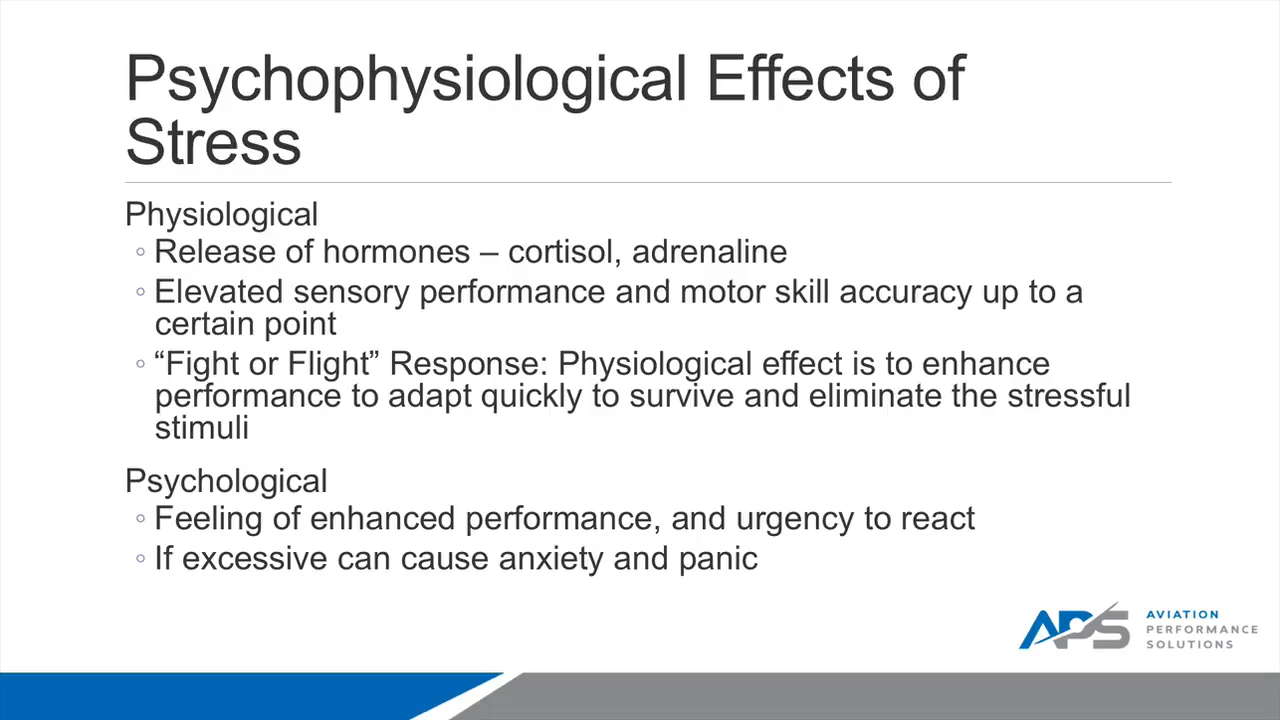 Psychophysiological Effects of
Stress
Physiological
◦ Release of hormones – cortisol, adrenaline
◦ Elevated sensory performance and motor skill accuracy up to a
certain point
◦ “Fight or Flight” Response: Physiological effect is to enhance
performance to adapt quickly to survive and eliminate the stressful
stimuli
Psychological
◦ Feeling of enhanced performance, and urgency to react
◦ If excessive can cause anxiety and panic
APS
AVIATION
PERFORMANCE
SOLUTIONS